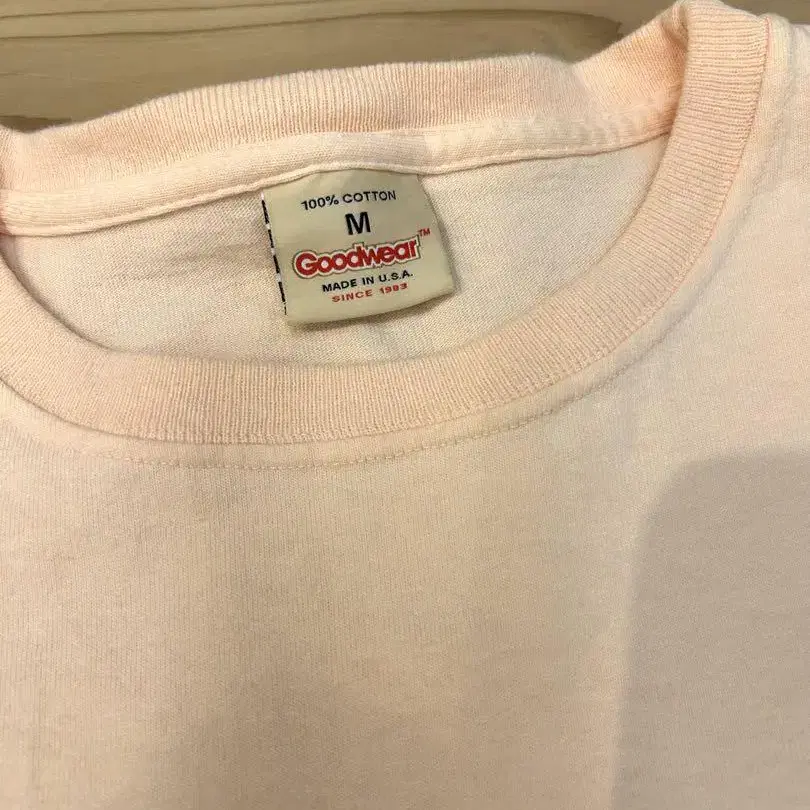 100% COTTON
M
Goodwear™
MADE IN U.S.A.
SINCE 1983